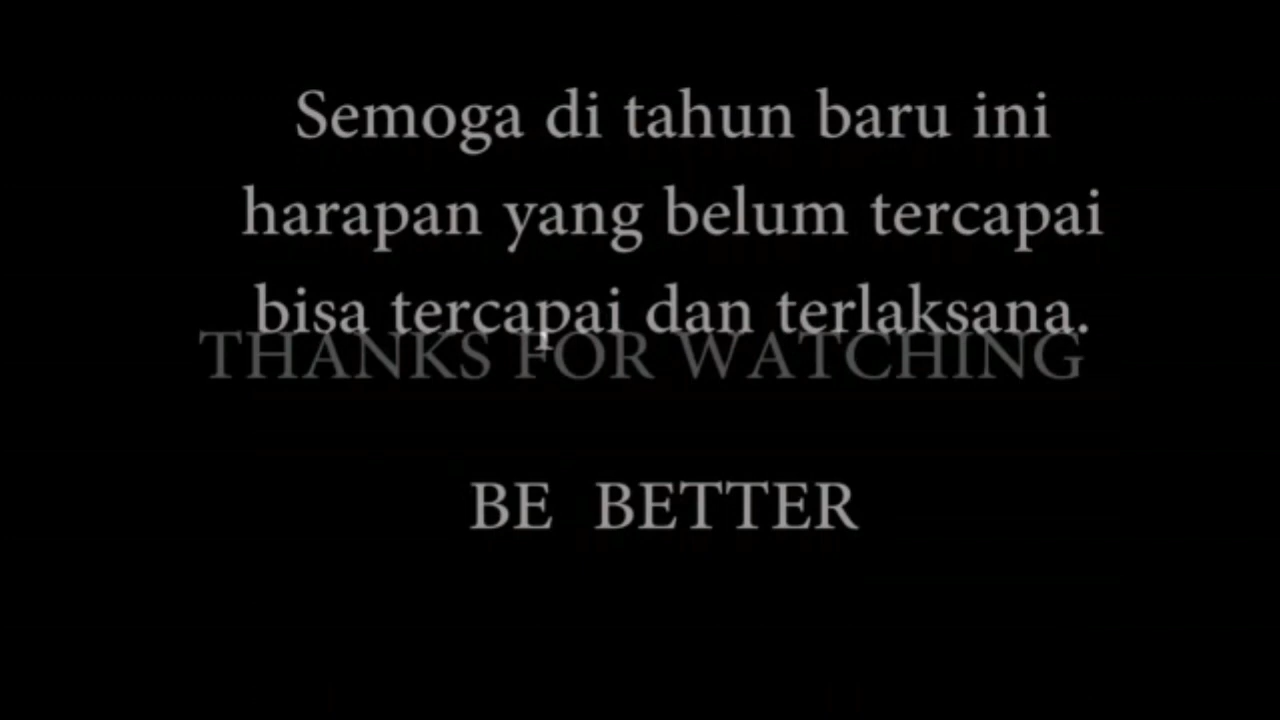 Semoga di tahun baru ini
harapan yang belum tercapai
bisa tercapai dan terlaksana.
THANKS FOR WATCHING
BE BETTER